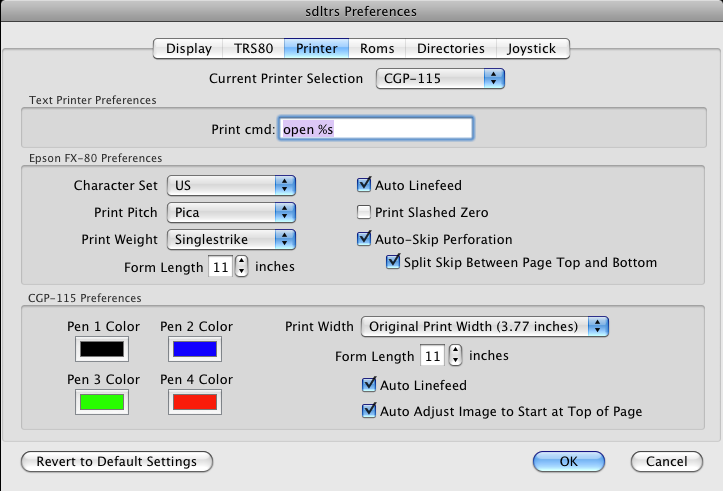 sdltrs Preferences
Display TRS80 Printer Roms Directories Joystick
Current Printer Selection CGP-115
Text Printer Preferences
Print cmd: open %s
Epson FX-80 Preferences
Character Set US Auto Linefeed
Print Pitch Pica Print Slashed Zero
Print Weight Singlestrike Auto-Skip Perforation
Form Length 11 inches Split Skip Between Page Top and Bottom
CGP-115 Preferences
Pen 1 Color Pen 2 Color Print Width Original Print Width (3.77 inches)
Form Length 11 inches
Pen 3 Color Pen 4 Color Auto Linefeed
Auto Adjust Image to Start at Top of Page
Revert to Default Settings OK Cancel